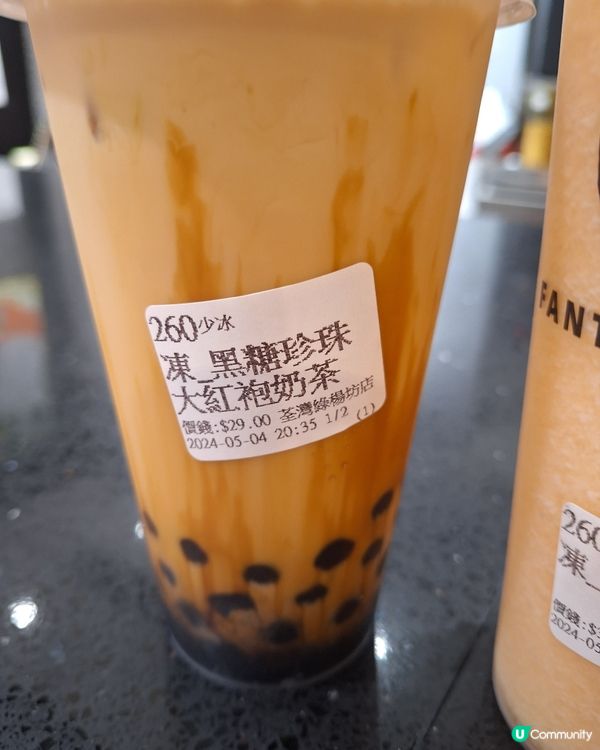 260少冰
凍_黑糖珍珠
大紅袍奶茶
價錢:$29.00 荃灣綠楊坊店
2024-05-04 20:35 1/2 (1)
FANT
260
凍_
價錢:$3
2024-05
U Community